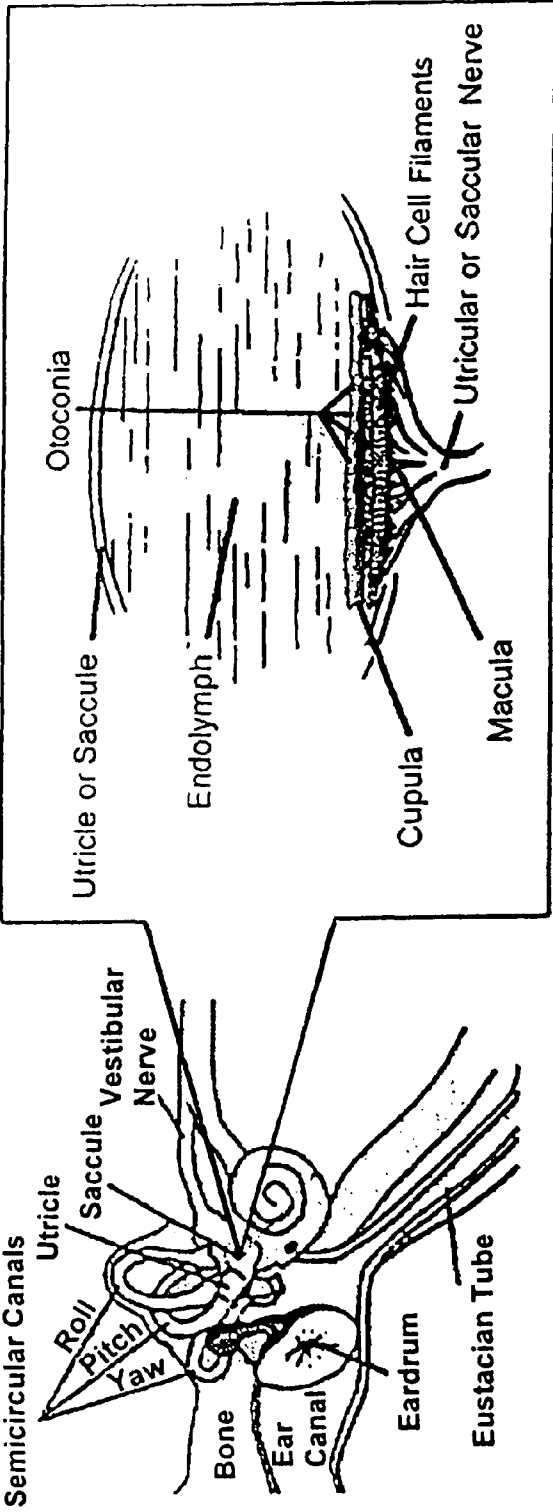 Semicircular Canals
Roll
Pitch
Yaw
Utricle
Saccule
Vestibular
Nerve
Bone
Ear
Canal
Eardrum
Eustacian Tube
Utricle or Saccule
Otoconia
Endolymph
Cupula
Macula
Hair Cell Filaments
Utricular or Saccular Nerve